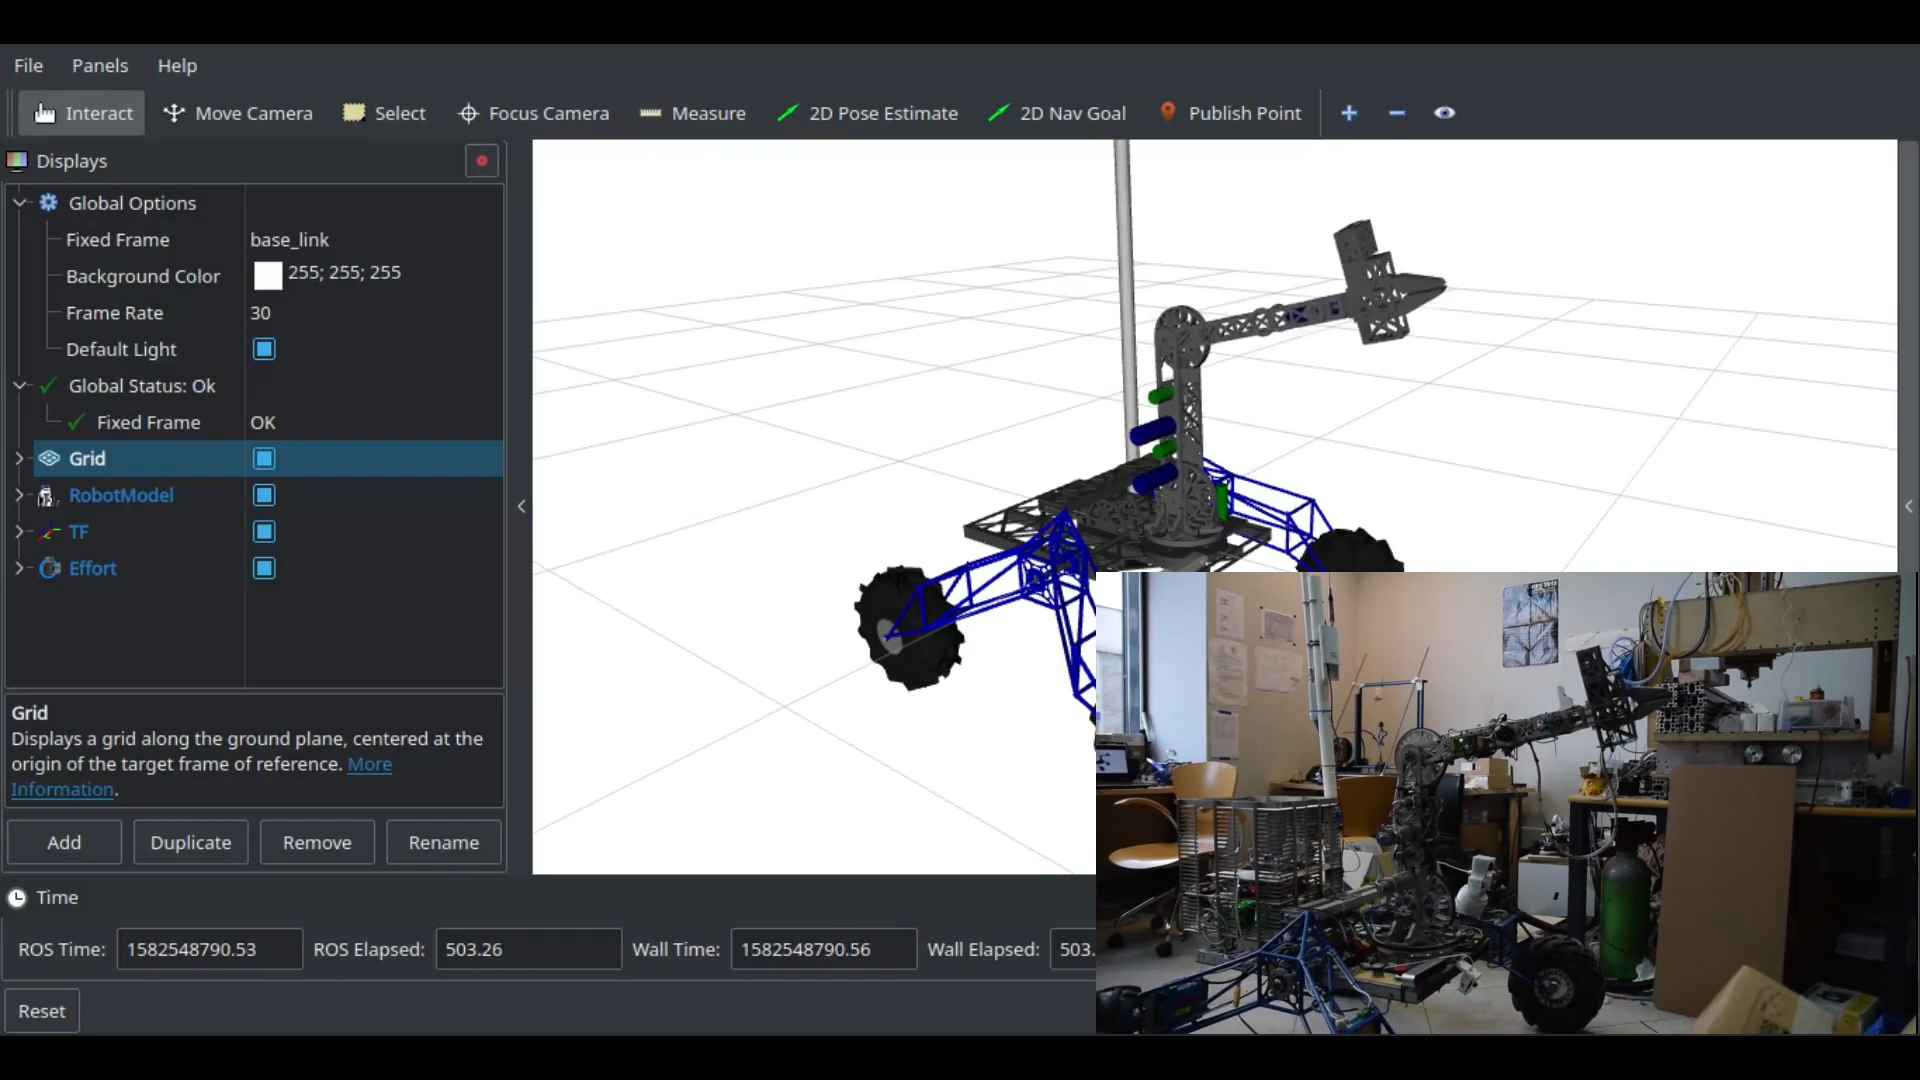 File Panels Help
Interact Move Camera Select Focus Camera Measure 2D Pose Estimate 2D Nav Goal Publish Point
Displays
Global Options
Fixed Frame base_link
Background Color 255; 255; 255
Frame Rate 30
Default Light
Global Status: Ok
Fixed Frame OK
Grid
RobotModel
TF
Effort
Grid
Displays a grid along the ground plane, centered at the
origin of the target frame of reference. More
Information.
Add Duplicate Remove Rename
Time
ROS Time: 1582548790.53 ROS Elapsed: 503.26 Wall Time: 1582548790.56 Wall Elapsed: 503.
Reset